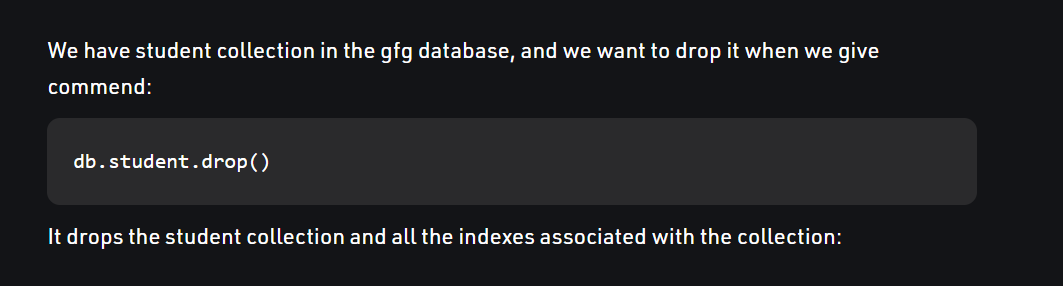 We have student collection in the gfg database, and we want to drop it when we give
commend:
db.student.drop()
It drops the student collection and all the indexes associated with the collection: